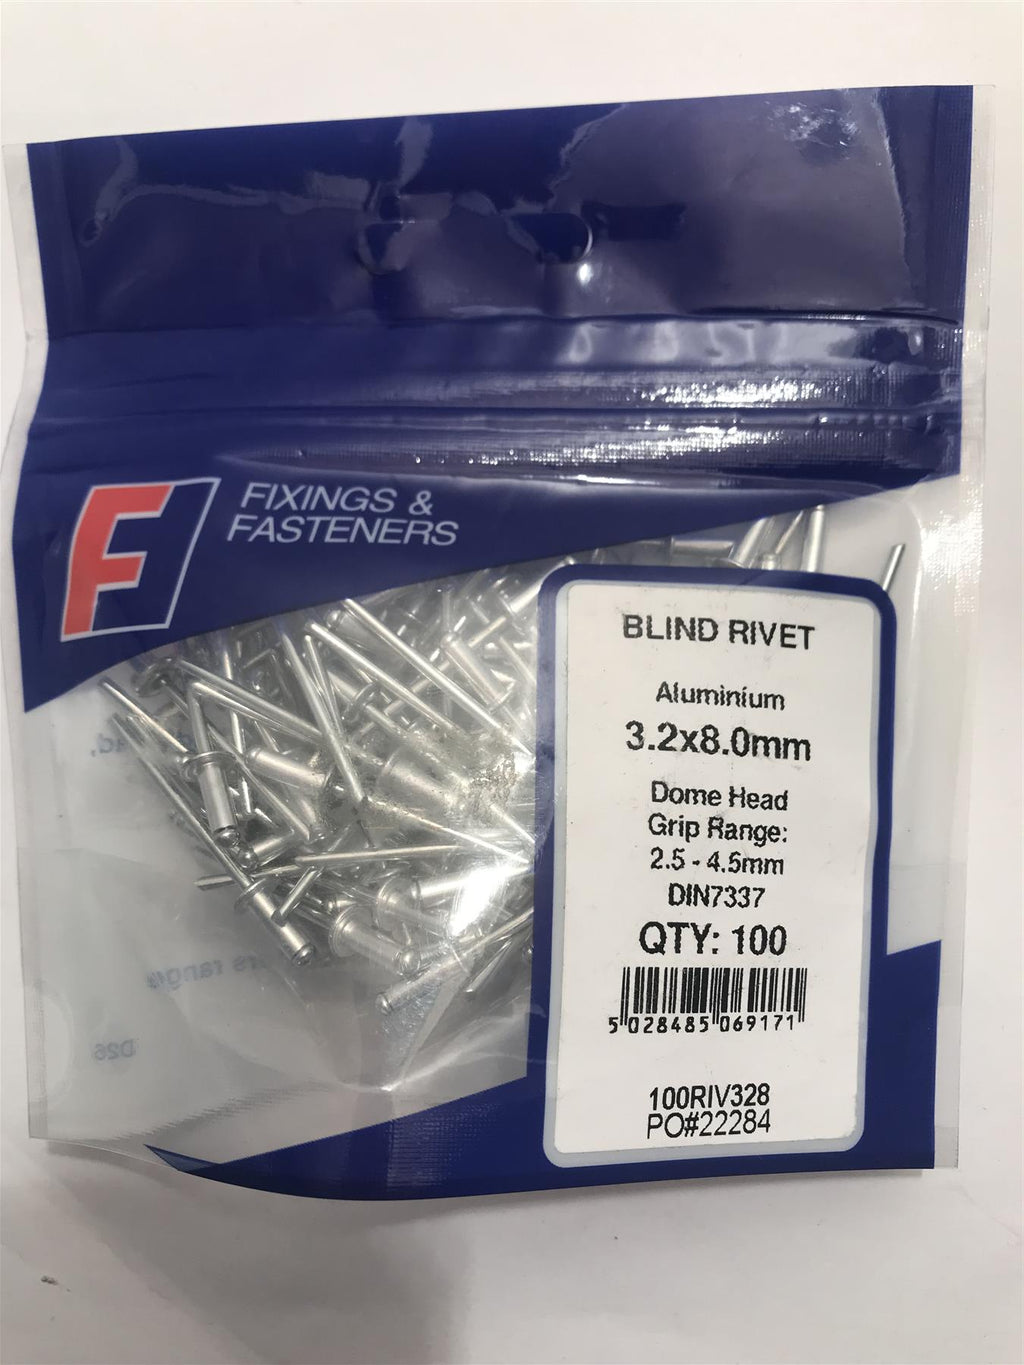 FIXINGS &
FASTENERS
F
BLIND RIVET
Aluminium
3.2x8.0mm
Dome Head
Grip Range:
2.5 - 4.5mm
DIN7337
QTY: 100
5 028485 069171
100RIV328
PO#22284